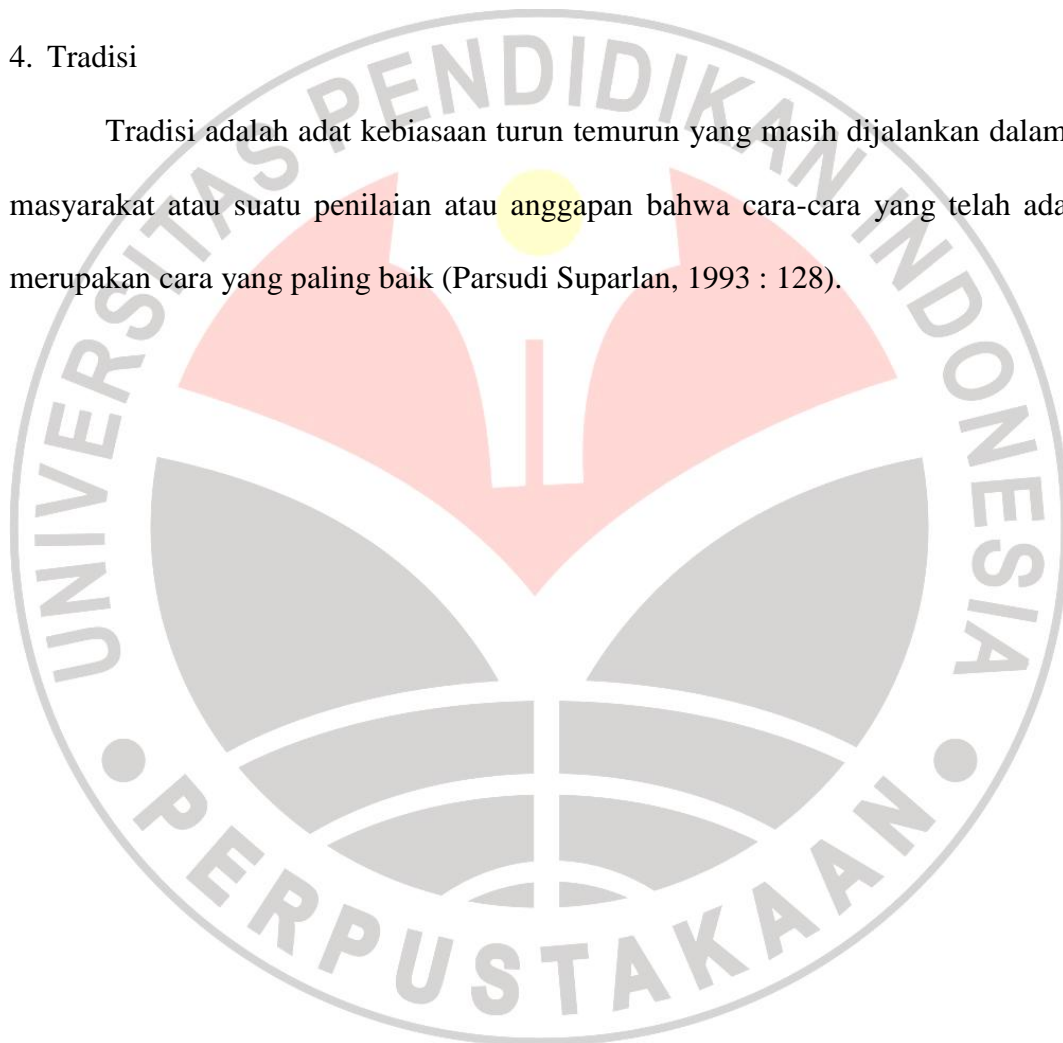 4. Tradisi
Tradisi adalah adat kebiasaan turun temurun yang masih dijalankan dalam
masyarakat atau suatu penilaian atau anggapan bahwa cara-cara yang telah ada
merupakan cara yang paling baik (Parsudi Suparlan, 1993 : 128).
UNIVERSITAS PENDIDIKAN INDONESIA
PERPUSTAKAAN